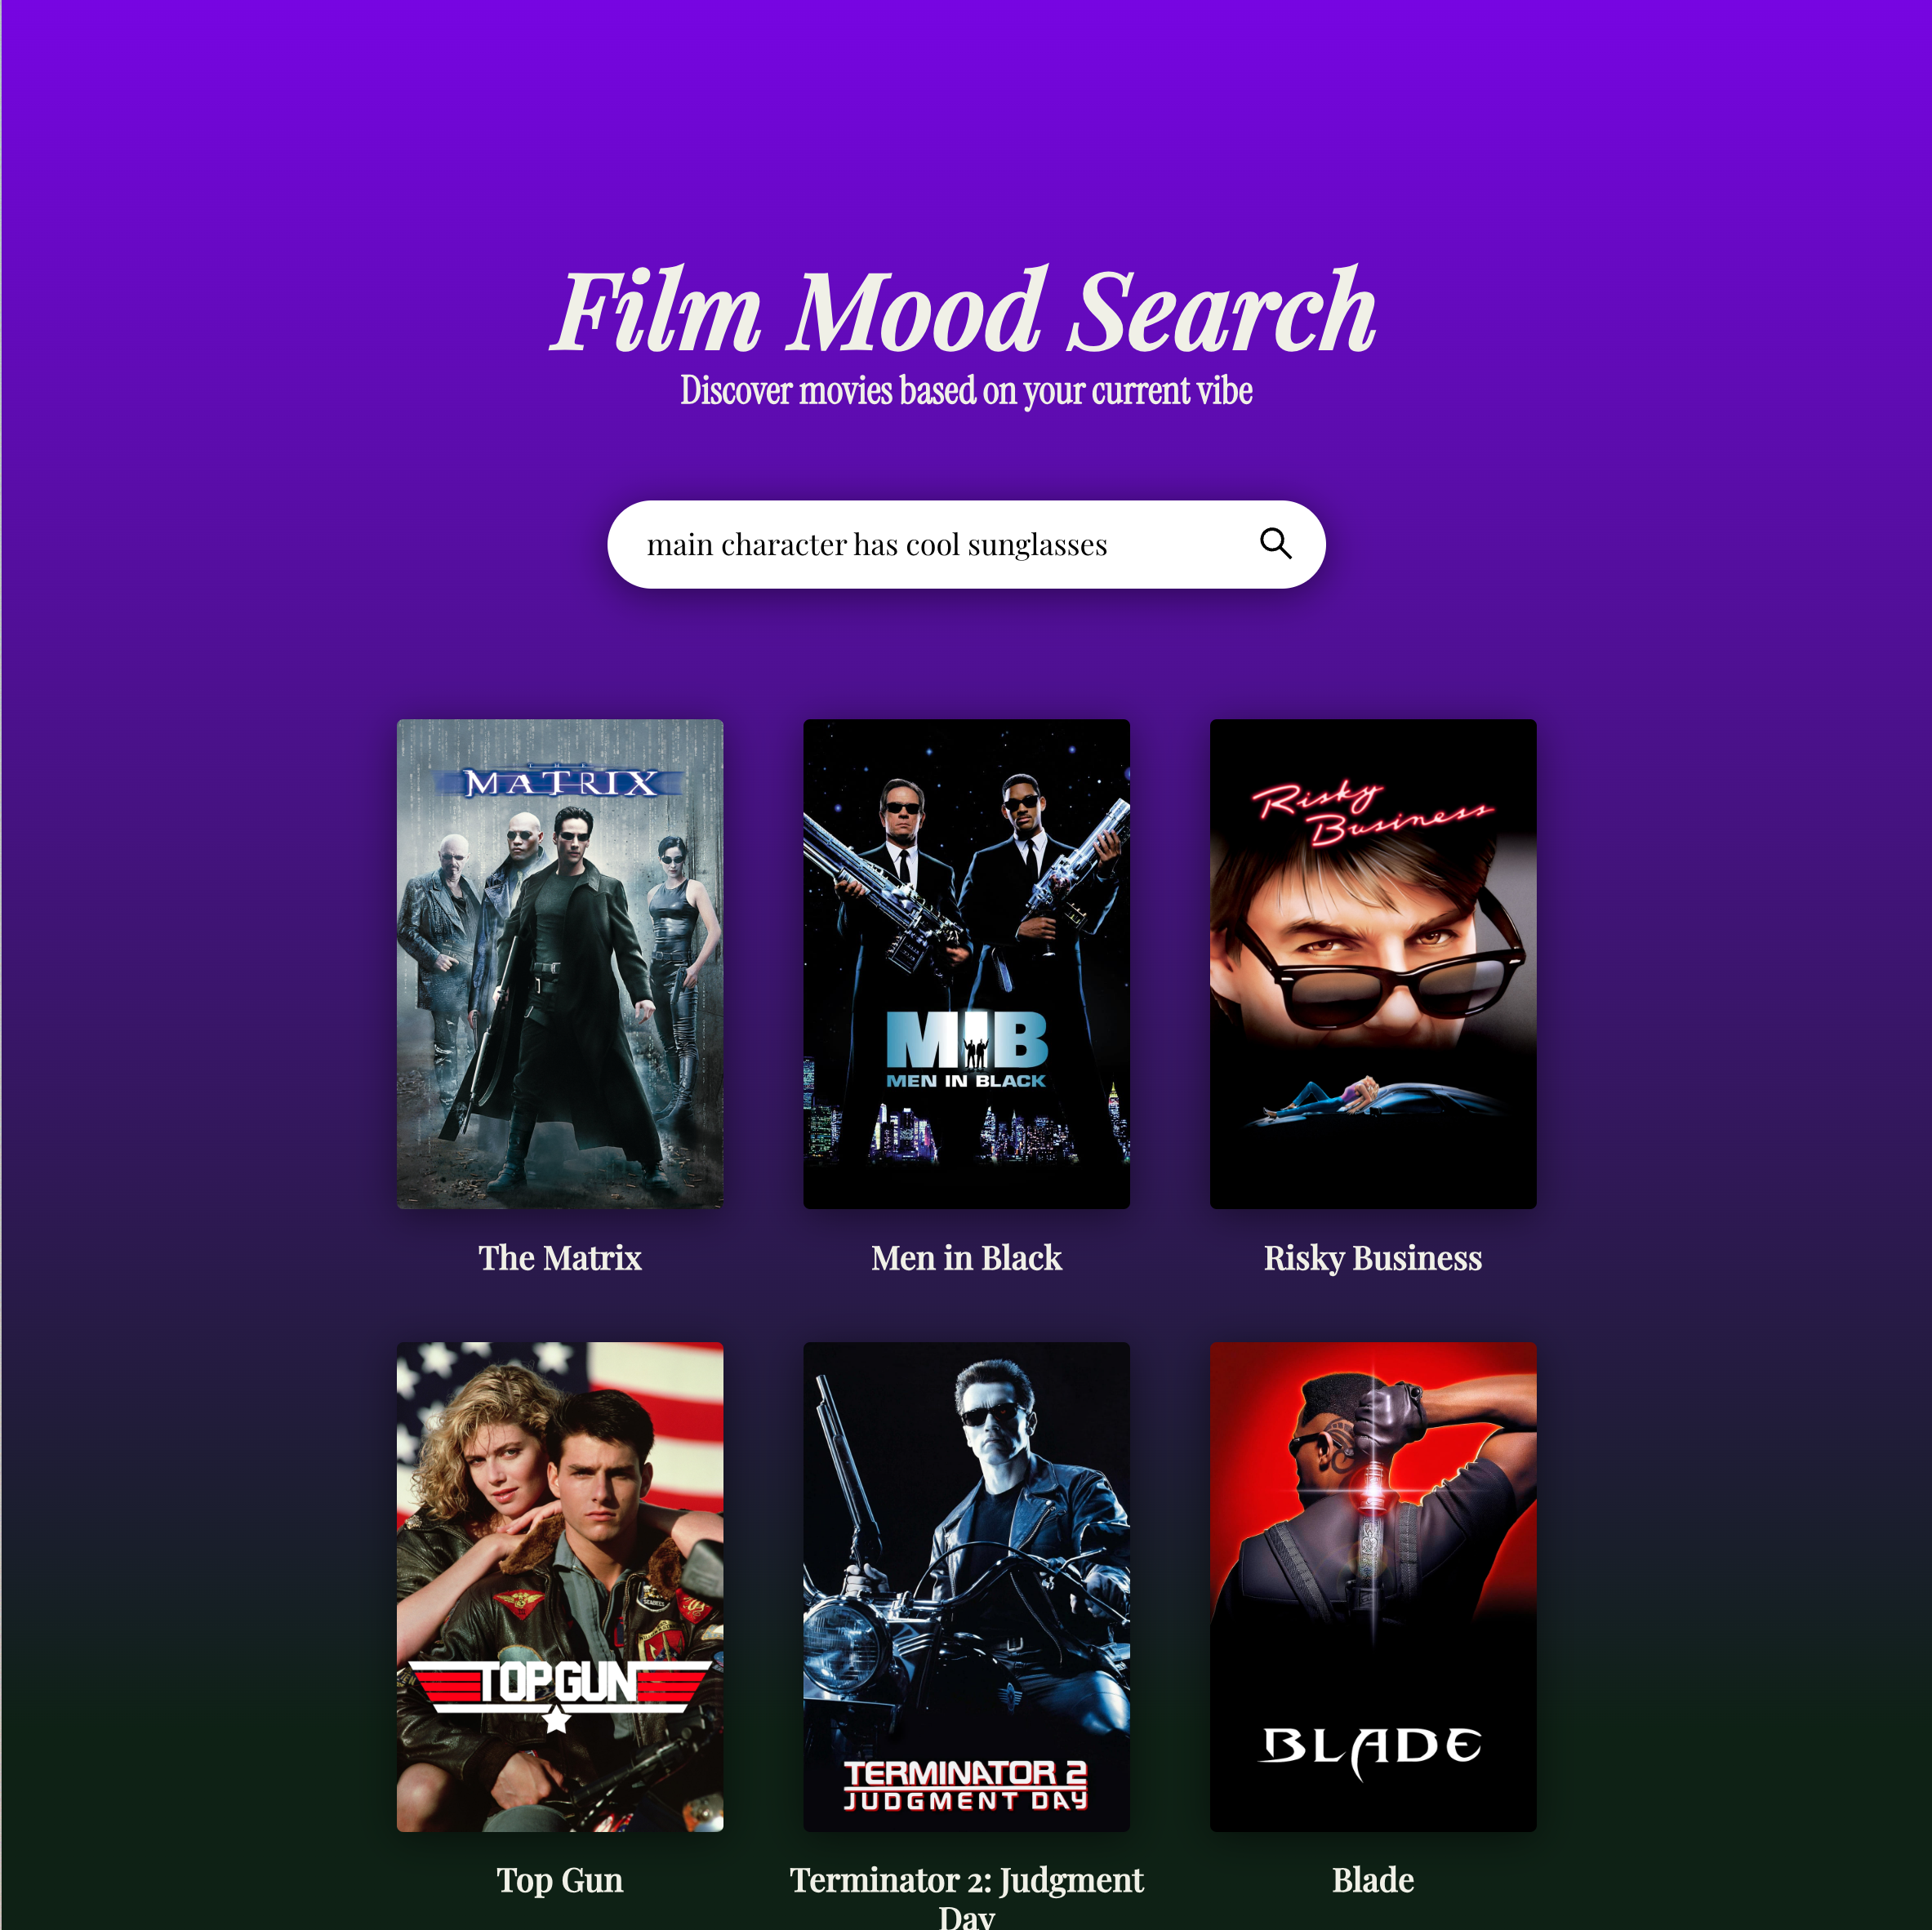 Film Mood Search
Discover movies based on your current vibe
main character has cool sunglasses
MATRIX
MIB
MEN IN BLACK
Risky
Business
The Matrix
Men in Black
Risky Business
TOP GUN
TERMINATOR 2
JUDGMENT DAY
BLADE
Top Gun
Terminator 2: Judgment
Day
Blade